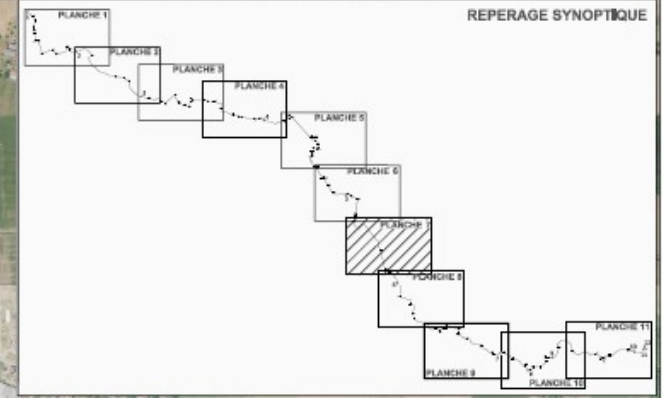 REPERAGE SYNOPTIQUE
PLANCHE 1
PLANCHE 2
PLANCHE 3
PLANCHE 4
PLANCHE 5
PLANCHE 6
PLANCHE 7
PLANCHE 8
PLANCHE 9
PLANCHE 10
PLANCHE 11